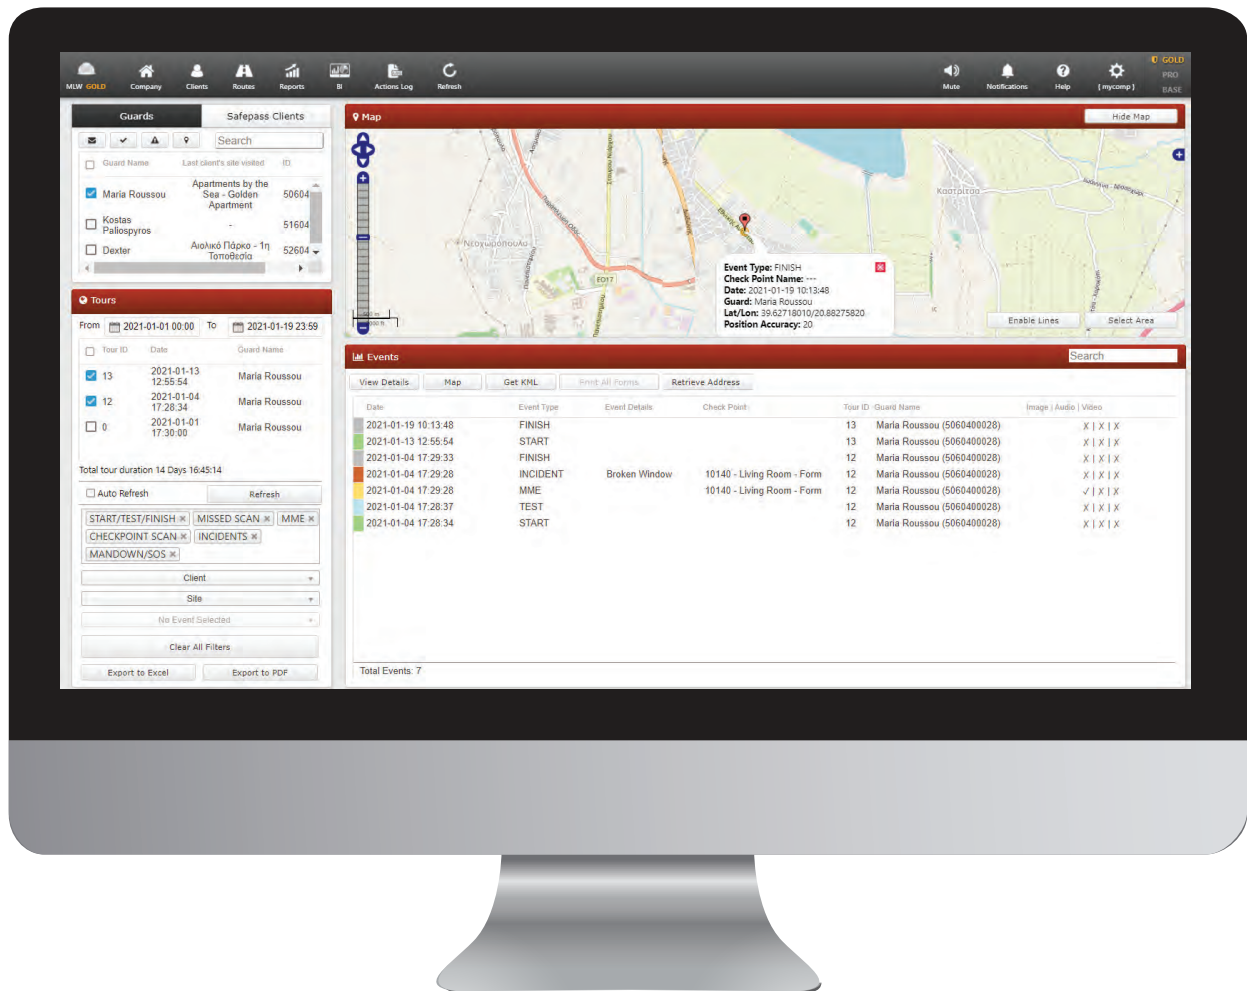 MLW GOLD
Company
Clients
Routes
Reports
BI
Actions Log
Refresh
Mute
Notifications
Help
[ mycomp ]
GOLD
PRO
BASE
Guards
Safepass Clients
Search
Guard Name Last client's site visited ID
Maria Roussou Apartments by the Sea - Golden Apartment 50604
Kostas Paliospyros - 51604
Dexter Αιολικό Πάρκο - 1η Τοποθεσία 52604
Tours
From 2021-01-01 00:00 To 2021-01-19 23:59
Tour ID Date Guard Name
13 2021-01-13 12:55:54 Maria Roussou
12 2021-01-04 17:28:34 Maria Roussou
0 2021-01-01 17:30:00 Maria Roussou
Total tour duration 14 Days 16:45:14
Auto Refresh
Refresh
START/TEST/FINISH × MISSED SCAN × MME ×
CHECKPOINT SCAN × INCIDENTS ×
MANDOWN/SOS ×
Client
Site
No Event Selected
Clear All Filters
Export to Excel
Export to PDF
Map
Hide Map
Νεοχωρόπουλο
Καστρίτσα
EO17
Event Type: FINISH
Check Point Name: ---
Date: 2021-01-19 10:13:48
Guard: Maria Roussou
Lat/Lon: 39.62718010/20.88275820
Position Accuracy: 20
Enable Lines
Select Area
Events
Search
View Details
Map
Get KML
Print All Forms
Retrieve Address
Date Event Type Event Details Check Point Tour ID Guard Name Image | Audio | Video
2021-01-19 10:13:48 FINISH 13 Maria Roussou (5060400028) X | X | X
2021-01-13 12:55:54 START 13 Maria Roussou (5060400028) X | X | X
2021-01-04 17:29:33 FINISH 12 Maria Roussou (5060400028) X | X | X
2021-01-04 17:29:28 INCIDENT Broken Window 10140 - Living Room - Form 12 Maria Roussou (5060400028) X | X | X
2021-01-04 17:29:28 MME 10140 - Living Room - Form 12 Maria Roussou (5060400028) ✓ | X | X
2021-01-04 17:28:37 TEST 12 Maria Roussou (5060400028) X | X | X
2021-01-04 17:28:34 START 12 Maria Roussou (5060400028) X | X | X
Total Events: 7